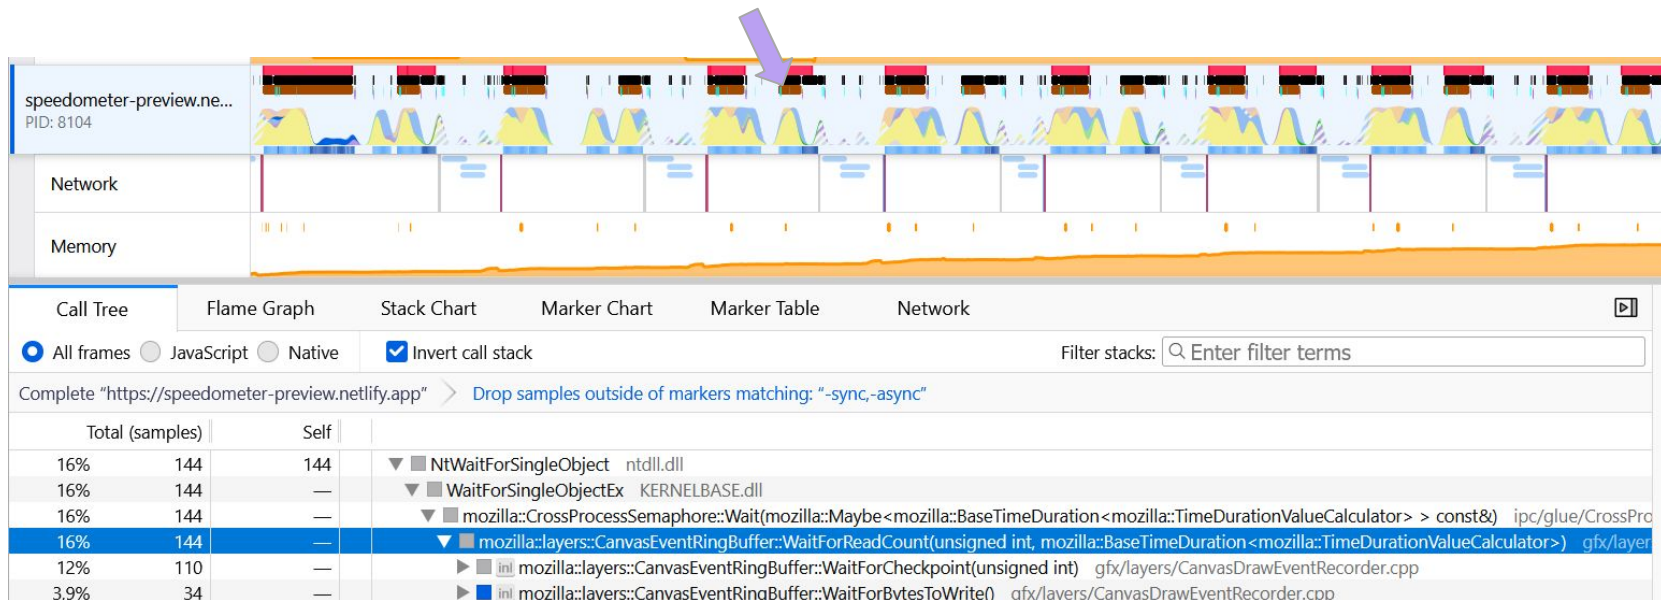 speedometer-preview.ne...
PID: 8104
Network
Memory
Call Tree Flame Graph Stack Chart Marker Chart Marker Table Network
All frames JavaScript Native Invert call stack Filter stacks: Enter filter terms
Complete “https://speedometer-preview.netlify.app” Drop samples outside of markers matching: “-sync,-async”
Total (samples) Self
16% 144 144 NtWaitForSingleObject ntdll.dll
16% 144 — WaitForSingleObjectEx KERNELBASE.dll
16% 144 — mozilla::CrossProcessSemaphore::Wait(mozilla::Maybe<mozilla::BaseTimeDuration<mozilla::TimeDurationValueCalculator> > const&) ipc/glue/CrossPro
16% 144 — mozilla::layers::CanvasEventRingBuffer::WaitForReadCount(unsigned int, mozilla::BaseTimeDuration<mozilla::TimeDurationValueCalculator>) gfx/layer
12% 110 — inl mozilla::layers::CanvasEventRingBuffer::WaitForCheckpoint(unsigned int) gfx/layers/CanvasDrawEventRecorder.cpp
3.9% 34 — inl mozilla::layers::CanvasEventRingBuffer::WaitForBytesToWrite() gfx/layers/CanvasDrawEventRecorder.cpp